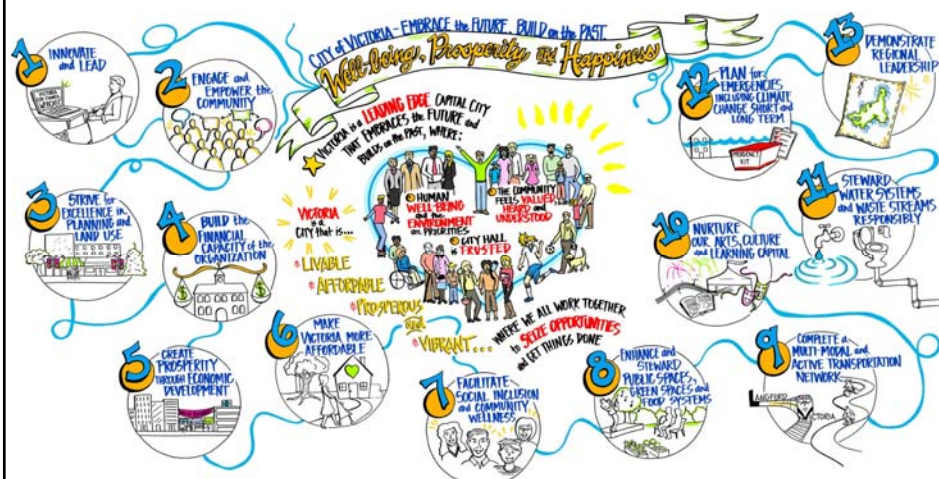 CITY of VICTORIA - EMBRACE the FUTURE. BUILD on the PAST.
Well-being, Prosperity and Happiness
VICTORIA is a LEADING EDGE CAPITAL CITY
THAT EMBRACES the FUTURE and
BUILDS on the PAST, WHERE:
HUMAN
WELL-BEING
and the
ENVIRONMENT
are PRIORITIES
THE COMMUNITY
FEELS VALUED
HEARD and
UNDERSTOOD
CITY HALL
is TRUSTED
VICTORIA
is a
CITY that is...
LIVABLE
AFFORDABLE
PROSPEROUS
and
VIBRANT...
WHERE WE ALL WORK TOGETHER
to SEIZE OPPORTUNITIES
and GET THINGS DONE
1
INNOVATE
and LEAD
2
ENGAGE and
EMPOWER the
COMMUNITY
3
STRIVE for
EXCELLENCE in
PLANNING and
LAND USE
4
BUILD the
FINANCIAL
CAPACITY of the
ORGANIZATION
5
CREATE
PROSPERITY
THROUGH ECONOMIC
DEVELOPMENT
6
MAKE
VICTORIA MORE
AFFORDABLE
7
FACILITATE
SOCIAL INCLUSION
and COMMUNITY
WELLNESS
8
ENHANCE and
STEWARD
PUBLIC SPACES,
GREEN SPACES and
FOOD SYSTEMS
9
COMPLETE a
MULTI-MODAL and
ACTIVE TRANSPORTATION
NETWORK
LANGFORD
VICTORIA
10
NURTURE
OUR ARTS, CULTURE
and LEARNING CAPITAL
11
STEWARD
WATER SYSTEMS
and WASTE STREAMS
RESPONSIBLY
12
PLAN for
EMERGENCIES
INCLUDING CLIMATE
CHANGE SHORT and
LONG TERM
EMERGENCY
KIT
13
DEMONSTRATE
REGIONAL
LEADERSHIP